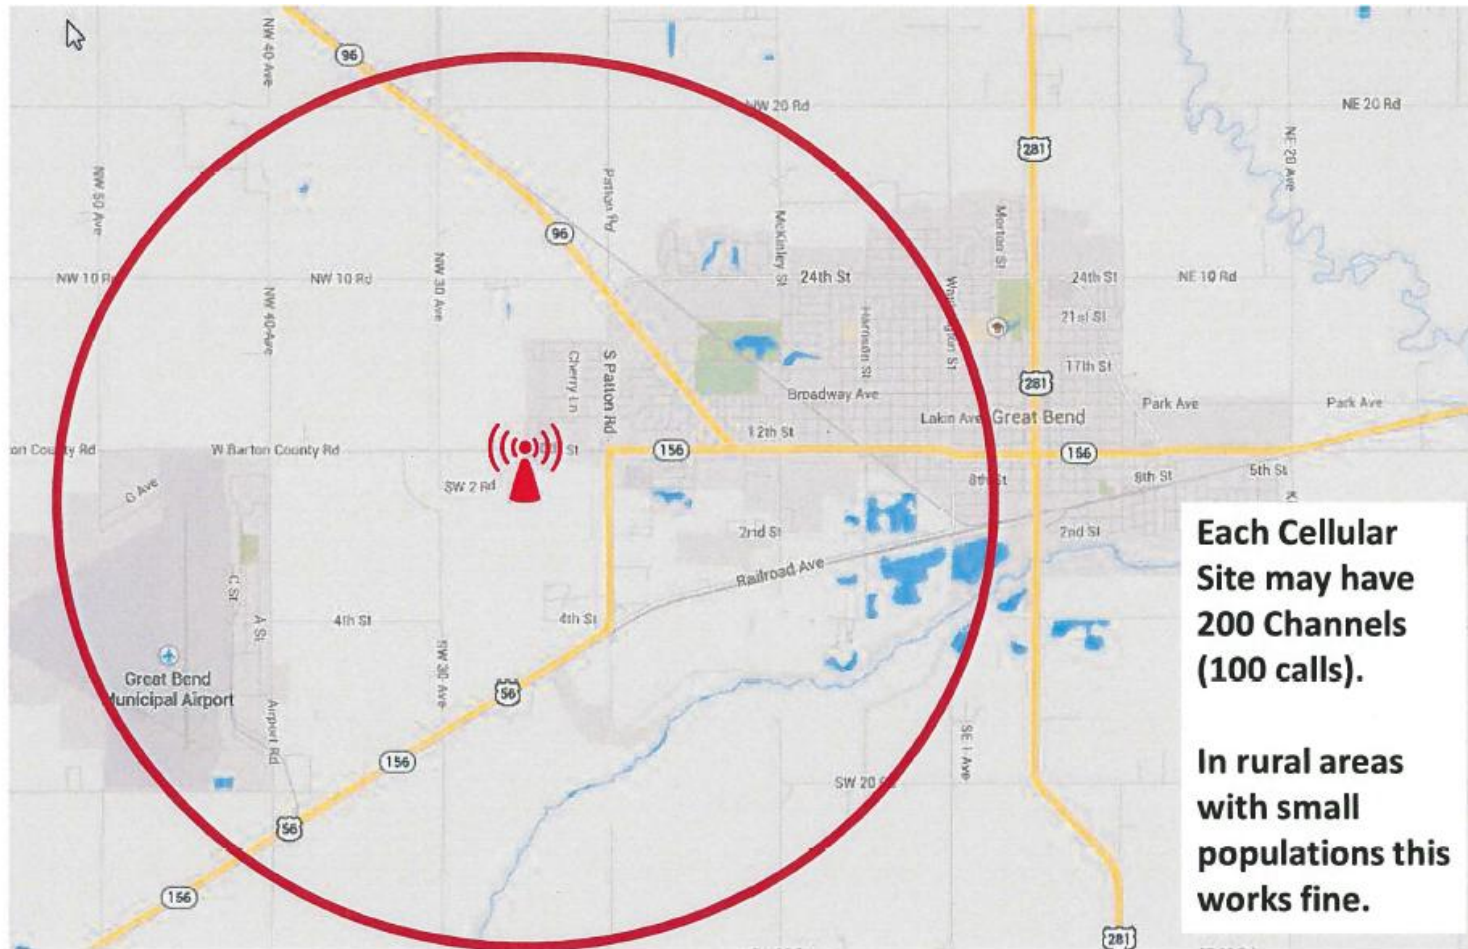 96
NW 40 Ave
NW 20 Rd
NE 20 Rd
281
NE 20 Ave
NW 50 Ave
Patton Rd
96
McKinley St
Morton St
NW 10
NW 10 Rd
NW 30 Ave
24th St
24th St
NE 10 Rd
NW 40 Ave
Harrison St
21st St
Cherry Ln
S Patton Rd
17th St
281
Broadway Ave
Park Ave
Park Ave
Lakin Ave
Great Bend
12th St
County Rd
W Barton County Rd
St
156
156
5th St
8th St
8th St
G Ave
SW 2 Rd
2nd St
2nd St
Railroad Ave
C St
A St
4th St
4th St
Great Bend
Municipal Airport
56
Airport Rd
156
SE 1 Ave
SW 20
56
156
281
Each Cellular
Site may have
200 Channels
(100 calls).
In rural areas
with small
populations this
works fine.